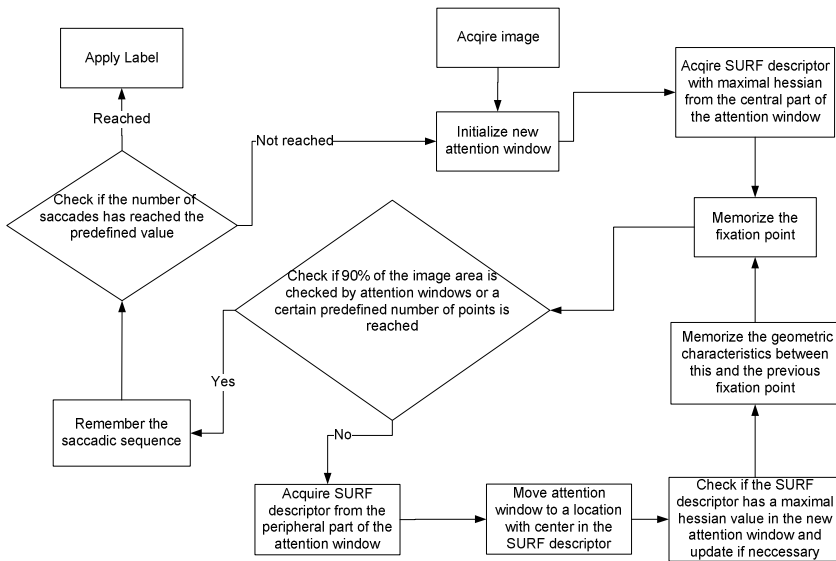 Acqire image
Apply Label
Acqire SURF descriptor
with maximal hessian
from the central part of
the attention window
Reached
Not reached
Initialize new
attention window
Check if the number of
saccades has reached the
predefined value
Memorize the
fixation point
Check if 90% of the image area is
checked by attention windows or a
certain predefined number of points is
reached
Memorize the geometric
characteristics between
this and the previous
fixation point
Yes
Remember the
saccadic sequence
No
Acquire SURF
descriptor from the
peripheral part of the
attention window
Move attention
window to a location
with center in the
SURF descriptor
Check if the SURF
descriptor has a maximal
hessian value in the new
attention window and
update if neccessary